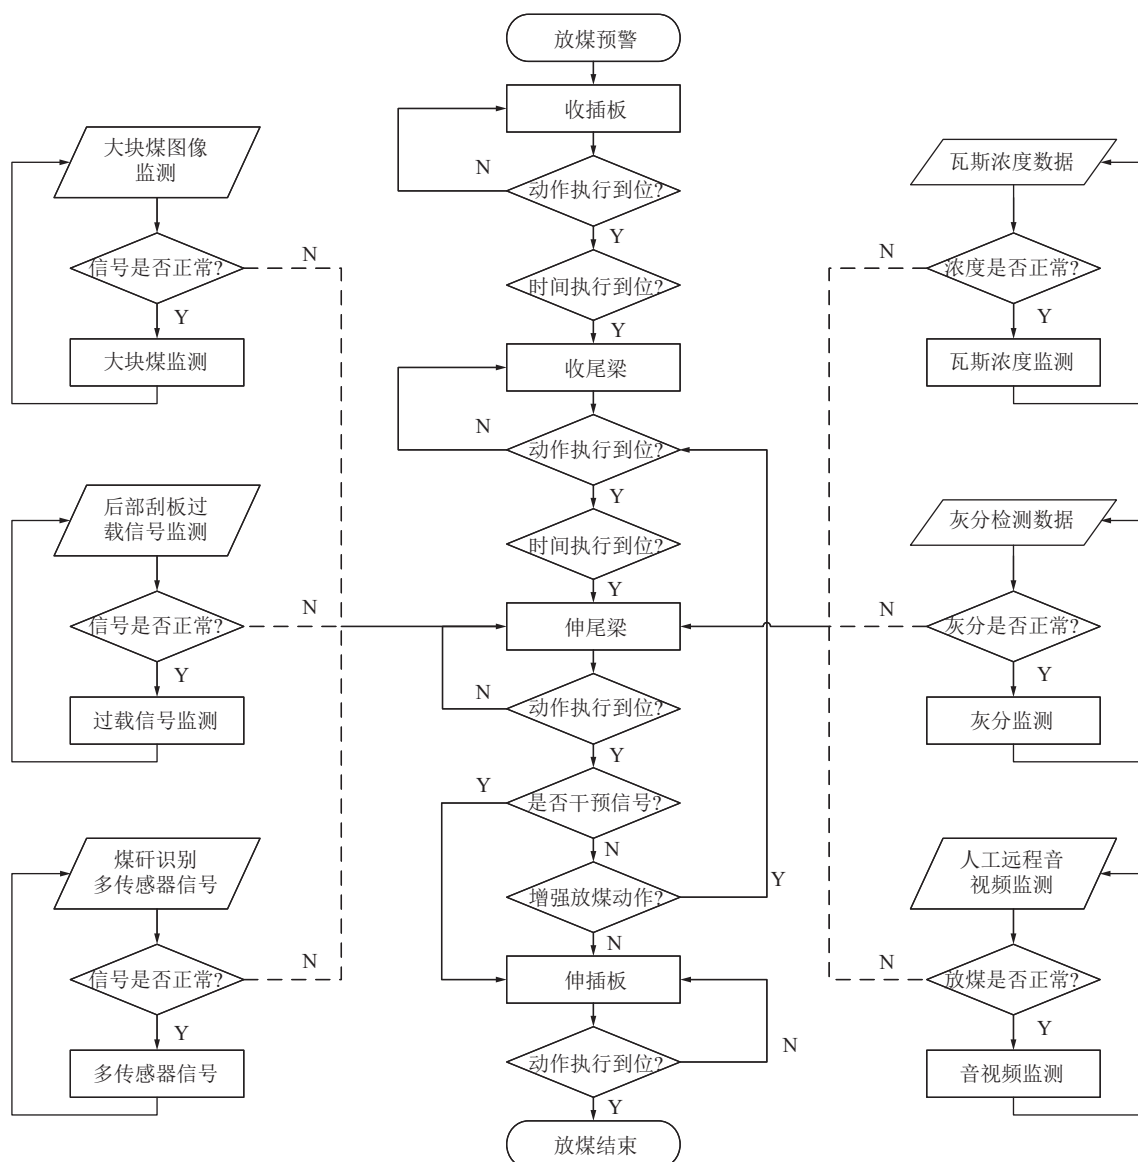 放煤预警
收插板
动作执行到位?
N
Y
时间执行到位?
Y
收尾梁
动作执行到位?
N
Y
时间执行到位?
Y
伸尾梁
动作执行到位?
N
Y
是否干预信号?
Y
N
增强放煤动作?
Y
N
伸插板
动作执行到位?
N
Y
放煤结束
大块煤图像
监测
信号是否正常?
N
Y
大块煤监测
后部刮板过
载信号监测
信号是否正常?
N
Y
过载信号监测
煤矸识别
多传感器信号
信号是否正常?
N
Y
多传感器信号
瓦斯浓度数据
浓度是否正常?
N
Y
瓦斯浓度监测
灰分检测数据
灰分是否正常?
N
Y
灰分监测
人工远程音
视频监测
放煤是否正常?
N
Y
音视频监测